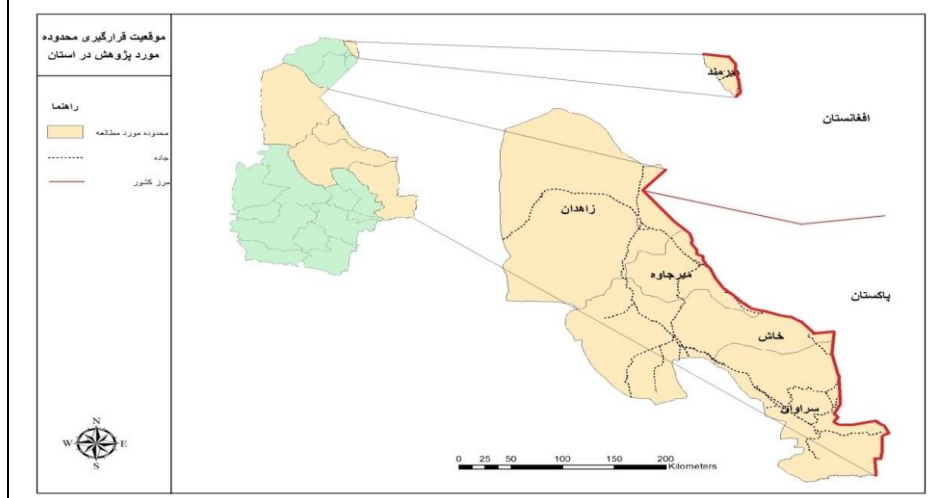 موقعیت قرارگیری محدوده
مورد پژوهش در استان
راهنما
محدوده مورد مطالعه
جاده
مرز کشور
هیرمند
افغانستان
زاهدان
میرجاوه
پاکستان
خاش
سراوان
N
W E
S
0 25 50 100 150 200
Kilometers